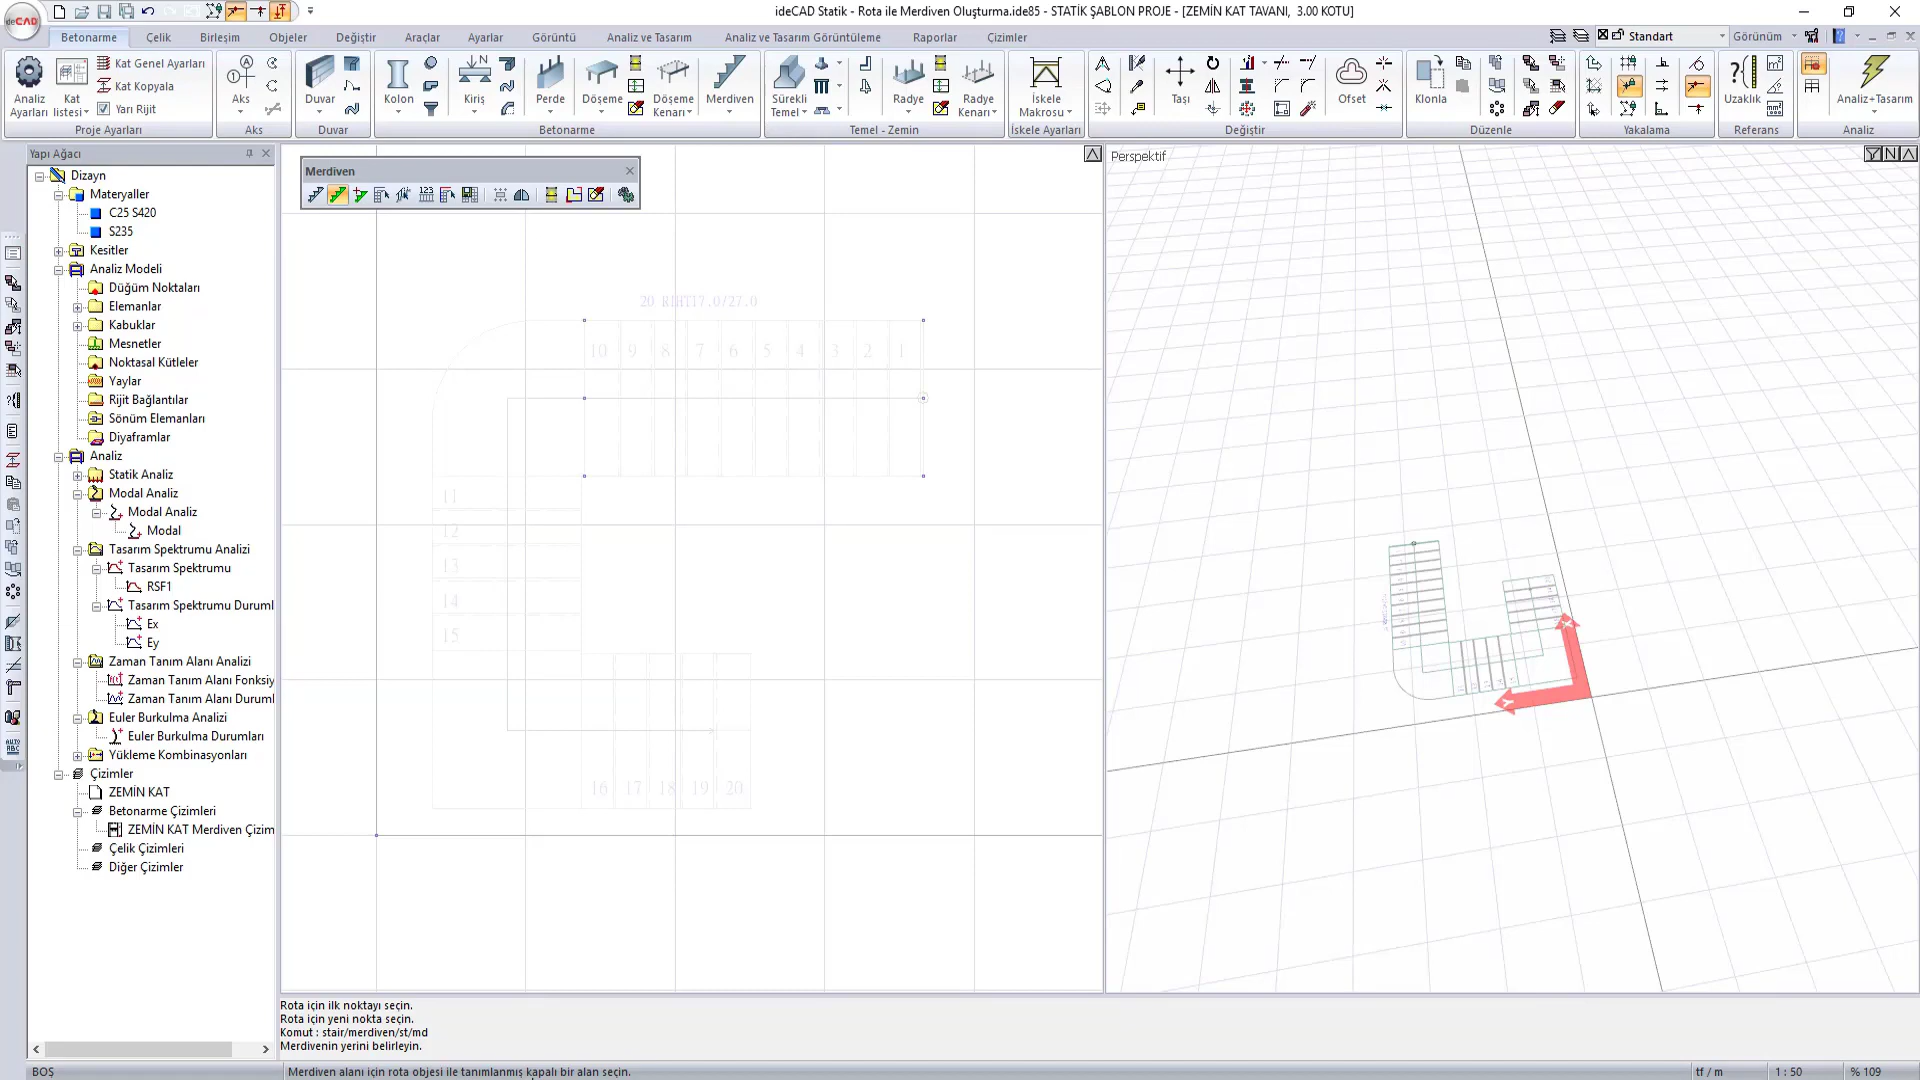 ideCAD
ideCAD Statik - Rota ile Merdiven Oluşturma.ide85 - STATİK ŞABLON PROJE - [ZEMİN KAT TAVANI, 3.00 KOTU]
Betonarme Çelik Birleşim Objeler Değiştir Araçlar Ayarlar Görüntü Analiz ve Tasarım Analiz ve Tasarım Görüntüleme Raporlar Çizimler
Standart Görünüm
Analiz Ayarları
Kat listesi
Kat Genel Ayarları
Kat Kopyala
Yarı Rijit
Aks
Duvar
Kolon
Kiriş
Perde
Döşeme
Döşeme Kenarı
Merdiven
Sürekli Temel
Radye
Radye Kenarı
İskele Makrosu
Taşı
Ofset
Klonla
Uzaklık
Analiz+Tasarım
Proje Ayarları Aks Duvar Betonarme Temel - Zemin İskele Ayarları Değiştir Düzenle Yakalama Referans Analiz
Yapı Ağacı
Dizayn
Materyaller
C25 S420
S235
Kesitler
Analiz Modeli
Düğüm Noktaları
Elemanlar
Kabuklar
Mesnetler
Noktasal Kütleler
Yaylar
Rijit Bağlantılar
Sönüm Elemanları
Diyaframlar
Analiz
Statik Analiz
Modal Analiz
Modal Analiz
Modal
Tasarım Spektrumu Analizi
Tasarım Spektrumu
RSF1
Tasarım Spektrumu Duruml
Ex
Ey
Zaman Tanım Alanı Analizi
Zaman Tanım Alanı Fonksiy
Zaman Tanım Alanı Duruml
Euler Burkulma Analizi
Euler Burkulma Durumları
Yükleme Kombinasyonları
Çizimler
ZEMİN KAT
Betonarme Çizimleri
ZEMİN KAT Merdiven Çizim
Çelik Çizimleri
Diğer Çizimler
Merdiven
20 RIHT17.0/27.0
10 9 8 7 6 5 4 3 2 1
11
12
13
14
15
16 17 18 19 20
Perspektif
X
Y
Rota için ilk noktayı seçin.
Rota için yeni nokta seçin.
Komut : stair/merdiven/st/md
Merdivenin yerini belirleyin.
BOŞ
Merdiven alanı için rota objesi ile tanımlanmış kapalı bir alan seçin.
tf / m
1 : 50
% 109